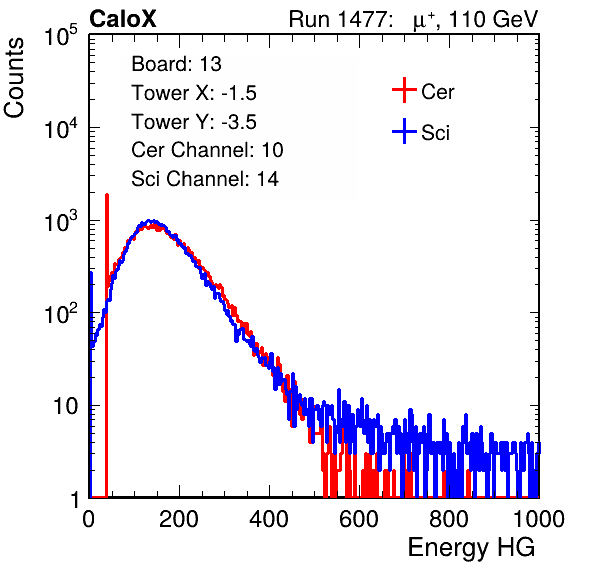 CaloX Run 1477: μ⁺, 110 GeV
Counts
Board: 13
Tower X: -1.5
Tower Y: -3.5
Cer Channel: 10
Sci Channel: 14
Cer
Sci
10⁵
10⁴
10³
10²
10
1
0 200 400 600 800 1000
Energy HG